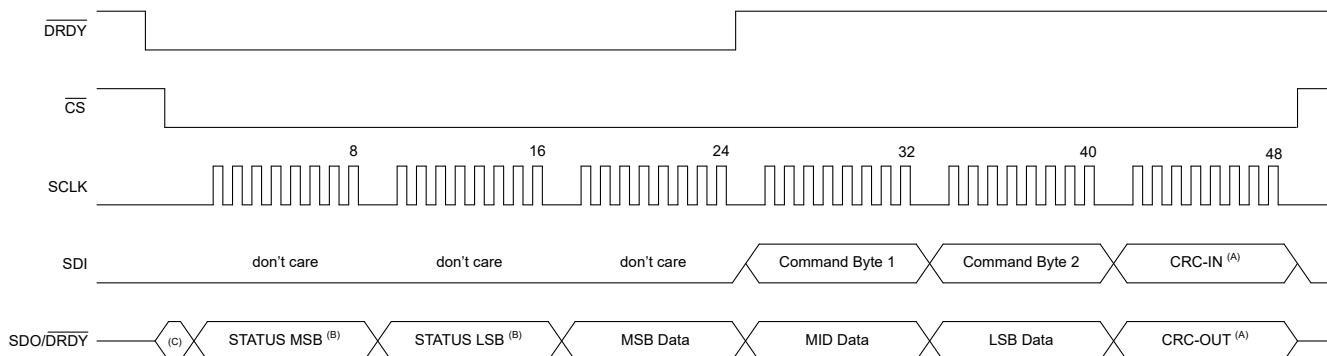 DRDY
CS
8 16 24 32 40 48
SCLK
SDI don't care don't care don't care Command Byte 1 Command Byte 2 CRC-IN (A)
SDO/DRDY (C) STATUS MSB (B) STATUS LSB (B) MSB Data MID Data LSB Data CRC-OUT (A)